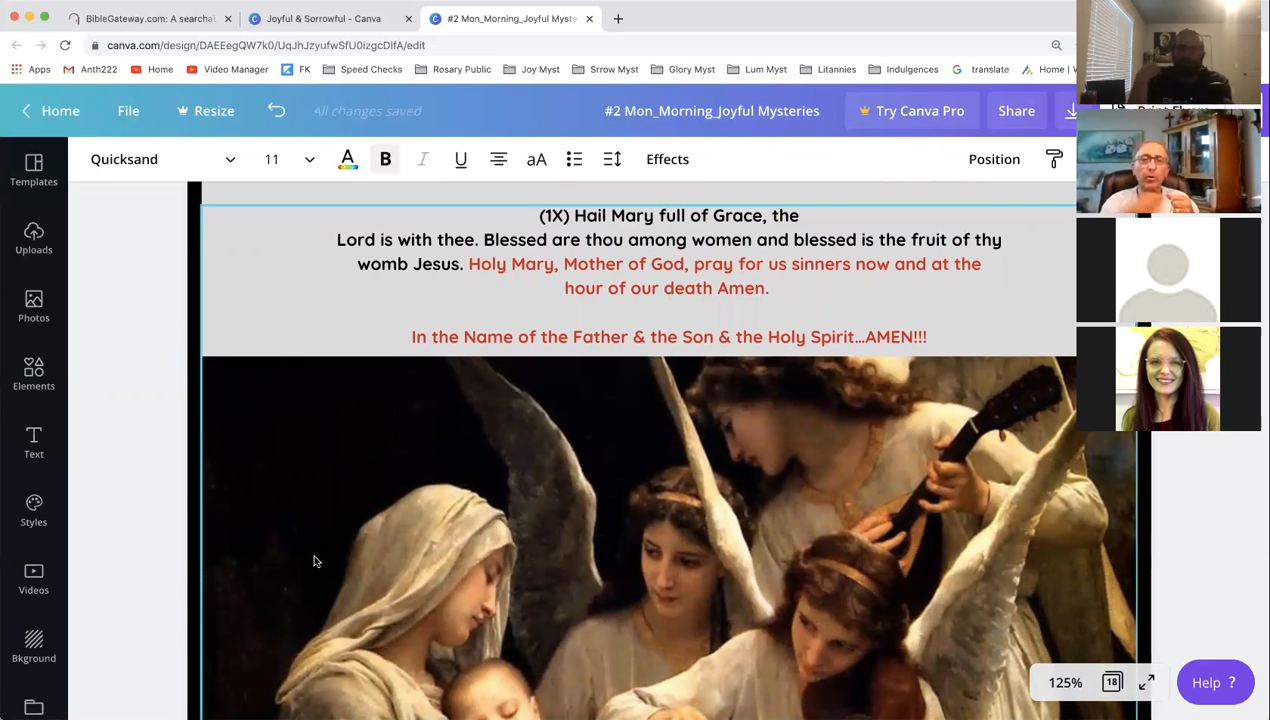 BibleGateway.com: A searchab
Joyful & Sorrowful - Canva
#2 Mon_Morning_Joyful Myste
canva.com/design/DAEEegQW7k0/UqJhJzyufwSfU0izgcDIfA/edit
Apps
Anth222
Home
Video Manager
FK
Speed Checks
Rosary Public
Joy Myst
Srrow Myst
Glory Myst
Lum Myst
Litannies
Indulgences
translate
Home | W
Home
File
Resize
All changes saved
#2 Mon_Morning_Joyful Mysteries
Try Canva Pro
Share
Quicksand
11
A
B
I
U
aA
Effects
Position
Templates
Uploads
Photos
Elements
Text
Styles
Videos
Bkground
(1X) Hail Mary full of Grace, the
Lord is with thee. Blessed are thou among women and blessed is the fruit of thy
womb Jesus. Holy Mary, Mother of God, pray for us sinners now and at the
hour of our death Amen.
In the Name of the Father & the Son & the Holy Spirit...AMEN!!!
125%
18
Help ?